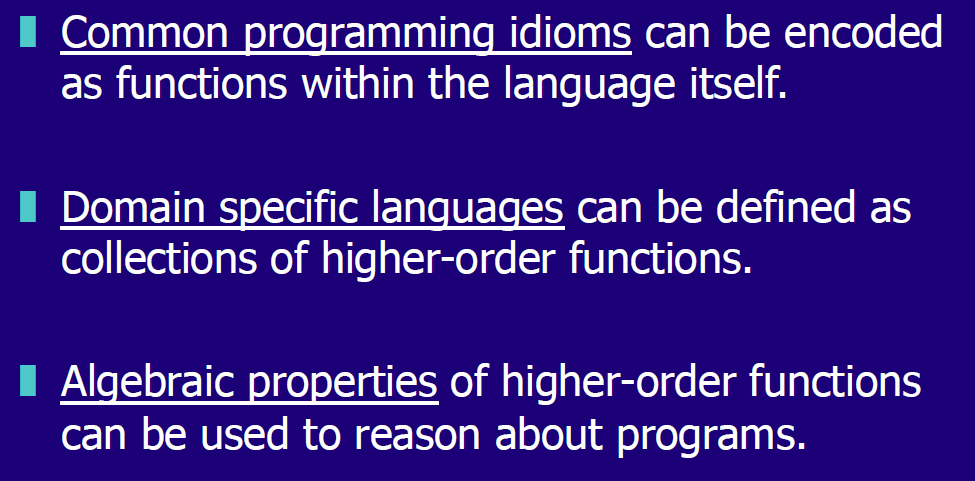 Common programming idioms can be encoded
as functions within the language itself.
Domain specific languages can be defined as
collections of higher-order functions.
Algebraic properties of higher-order functions
can be used to reason about programs.